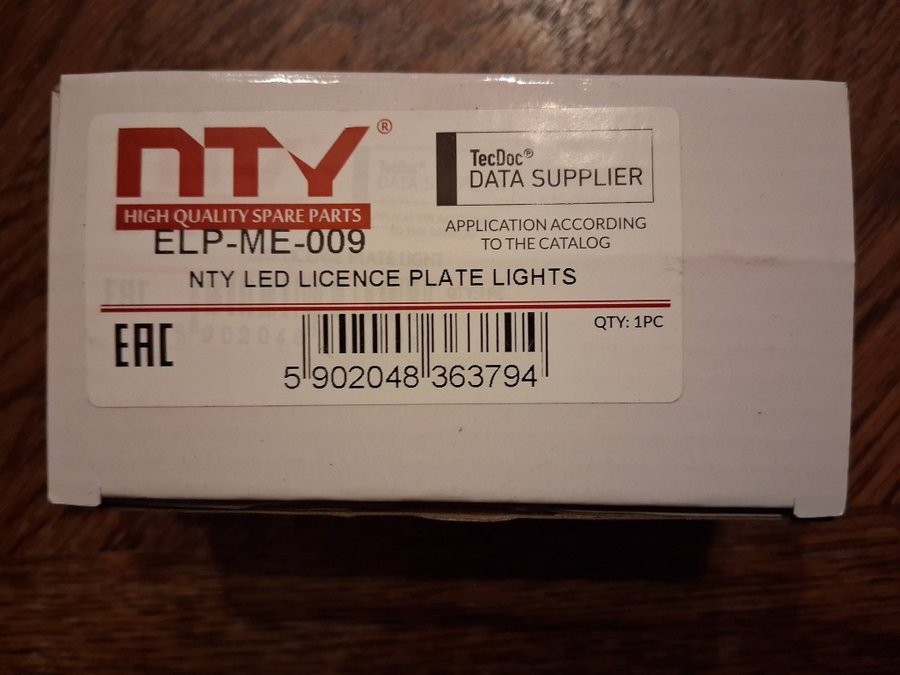 NTY®
HIGH QUALITY SPARE PARTS
ELP-ME-009
NTY LED LICENCE PLATE LIGHTS
TecDoc®
DATA SUPPLIER
APPLICATION ACCORDING
TO THE CATALOG
EAC
QTY: 1PC
5 902048 363794